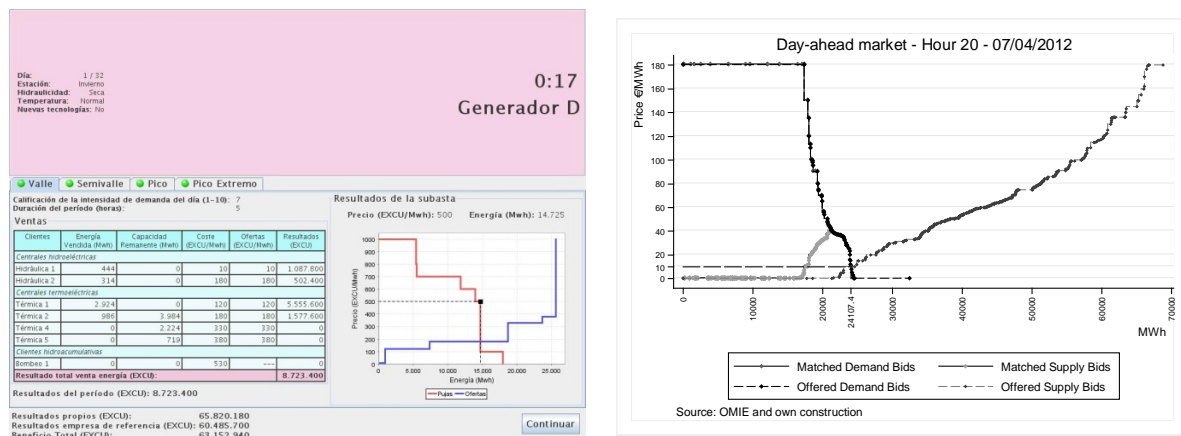 Día: 1 / 32
Estación: Invierno
Hidraulicidad: Seca
Temperatura: Normal
Nuevas tecnologías: No
0:17
Generador D
Valle Semivalle Pico Pico Extremo
Calificación de la intensidad de demanda del día (1-10): 7
Duración del período (horas): 5
Ventas
Clientes Energía Vendida (Mwh) Capacidad Remanente (Mwh) Coste (EXCU/Mwh) Ofertas (EXCU/Mwh) Resultados (EXCU)
Centrales hidroeléctricas
Hidráulica 1 444 0 10 10 1.087.800
Hidráulica 2 314 0 180 180 502.400
Centrales termoeléctricas
Térmica 1 2.924 0 120 120 5.555.600
Térmica 2 986 3.984 180 180 1.577.600
Térmica 4 0 2.224 330 330 0
Térmica 5 0 719 380 380 0
Clientes hidroacumulativas
Bombeo 1 0 0 530 --- 0
Resultado total venta energía (EXCU): 8.723.400
Resultados del período (EXCU): 8.723.400
Resultados de la subasta
Precio (EXCU/Mwh): 500 Energía (Mwh): 14.725
Precio (EXCU/Mwh)
1000
900
800
700
600
500
400
300
200
100
0
0 5.000 10.000 15.000 20.000 25.000
Energía (Mwh)
Pujas Ofertas
Resultados propios (EXCU): 65.820.180
Resultados empresa de referencia (EXCU): 60.485.700
Beneficio Total (EXCU): 63.152.940
Continuar
Day-ahead market - Hour 20 - 07/04/2012
Price €/MWh
180
160
140
120
100
80
60
40
20
10
0
0 10000 20000 24107.4 30000 40000 50000 60000 70000
MWh
Matched Demand Bids Matched Supply Bids
Offered Demand Bids Offered Supply Bids
Source: OMIE and own construction